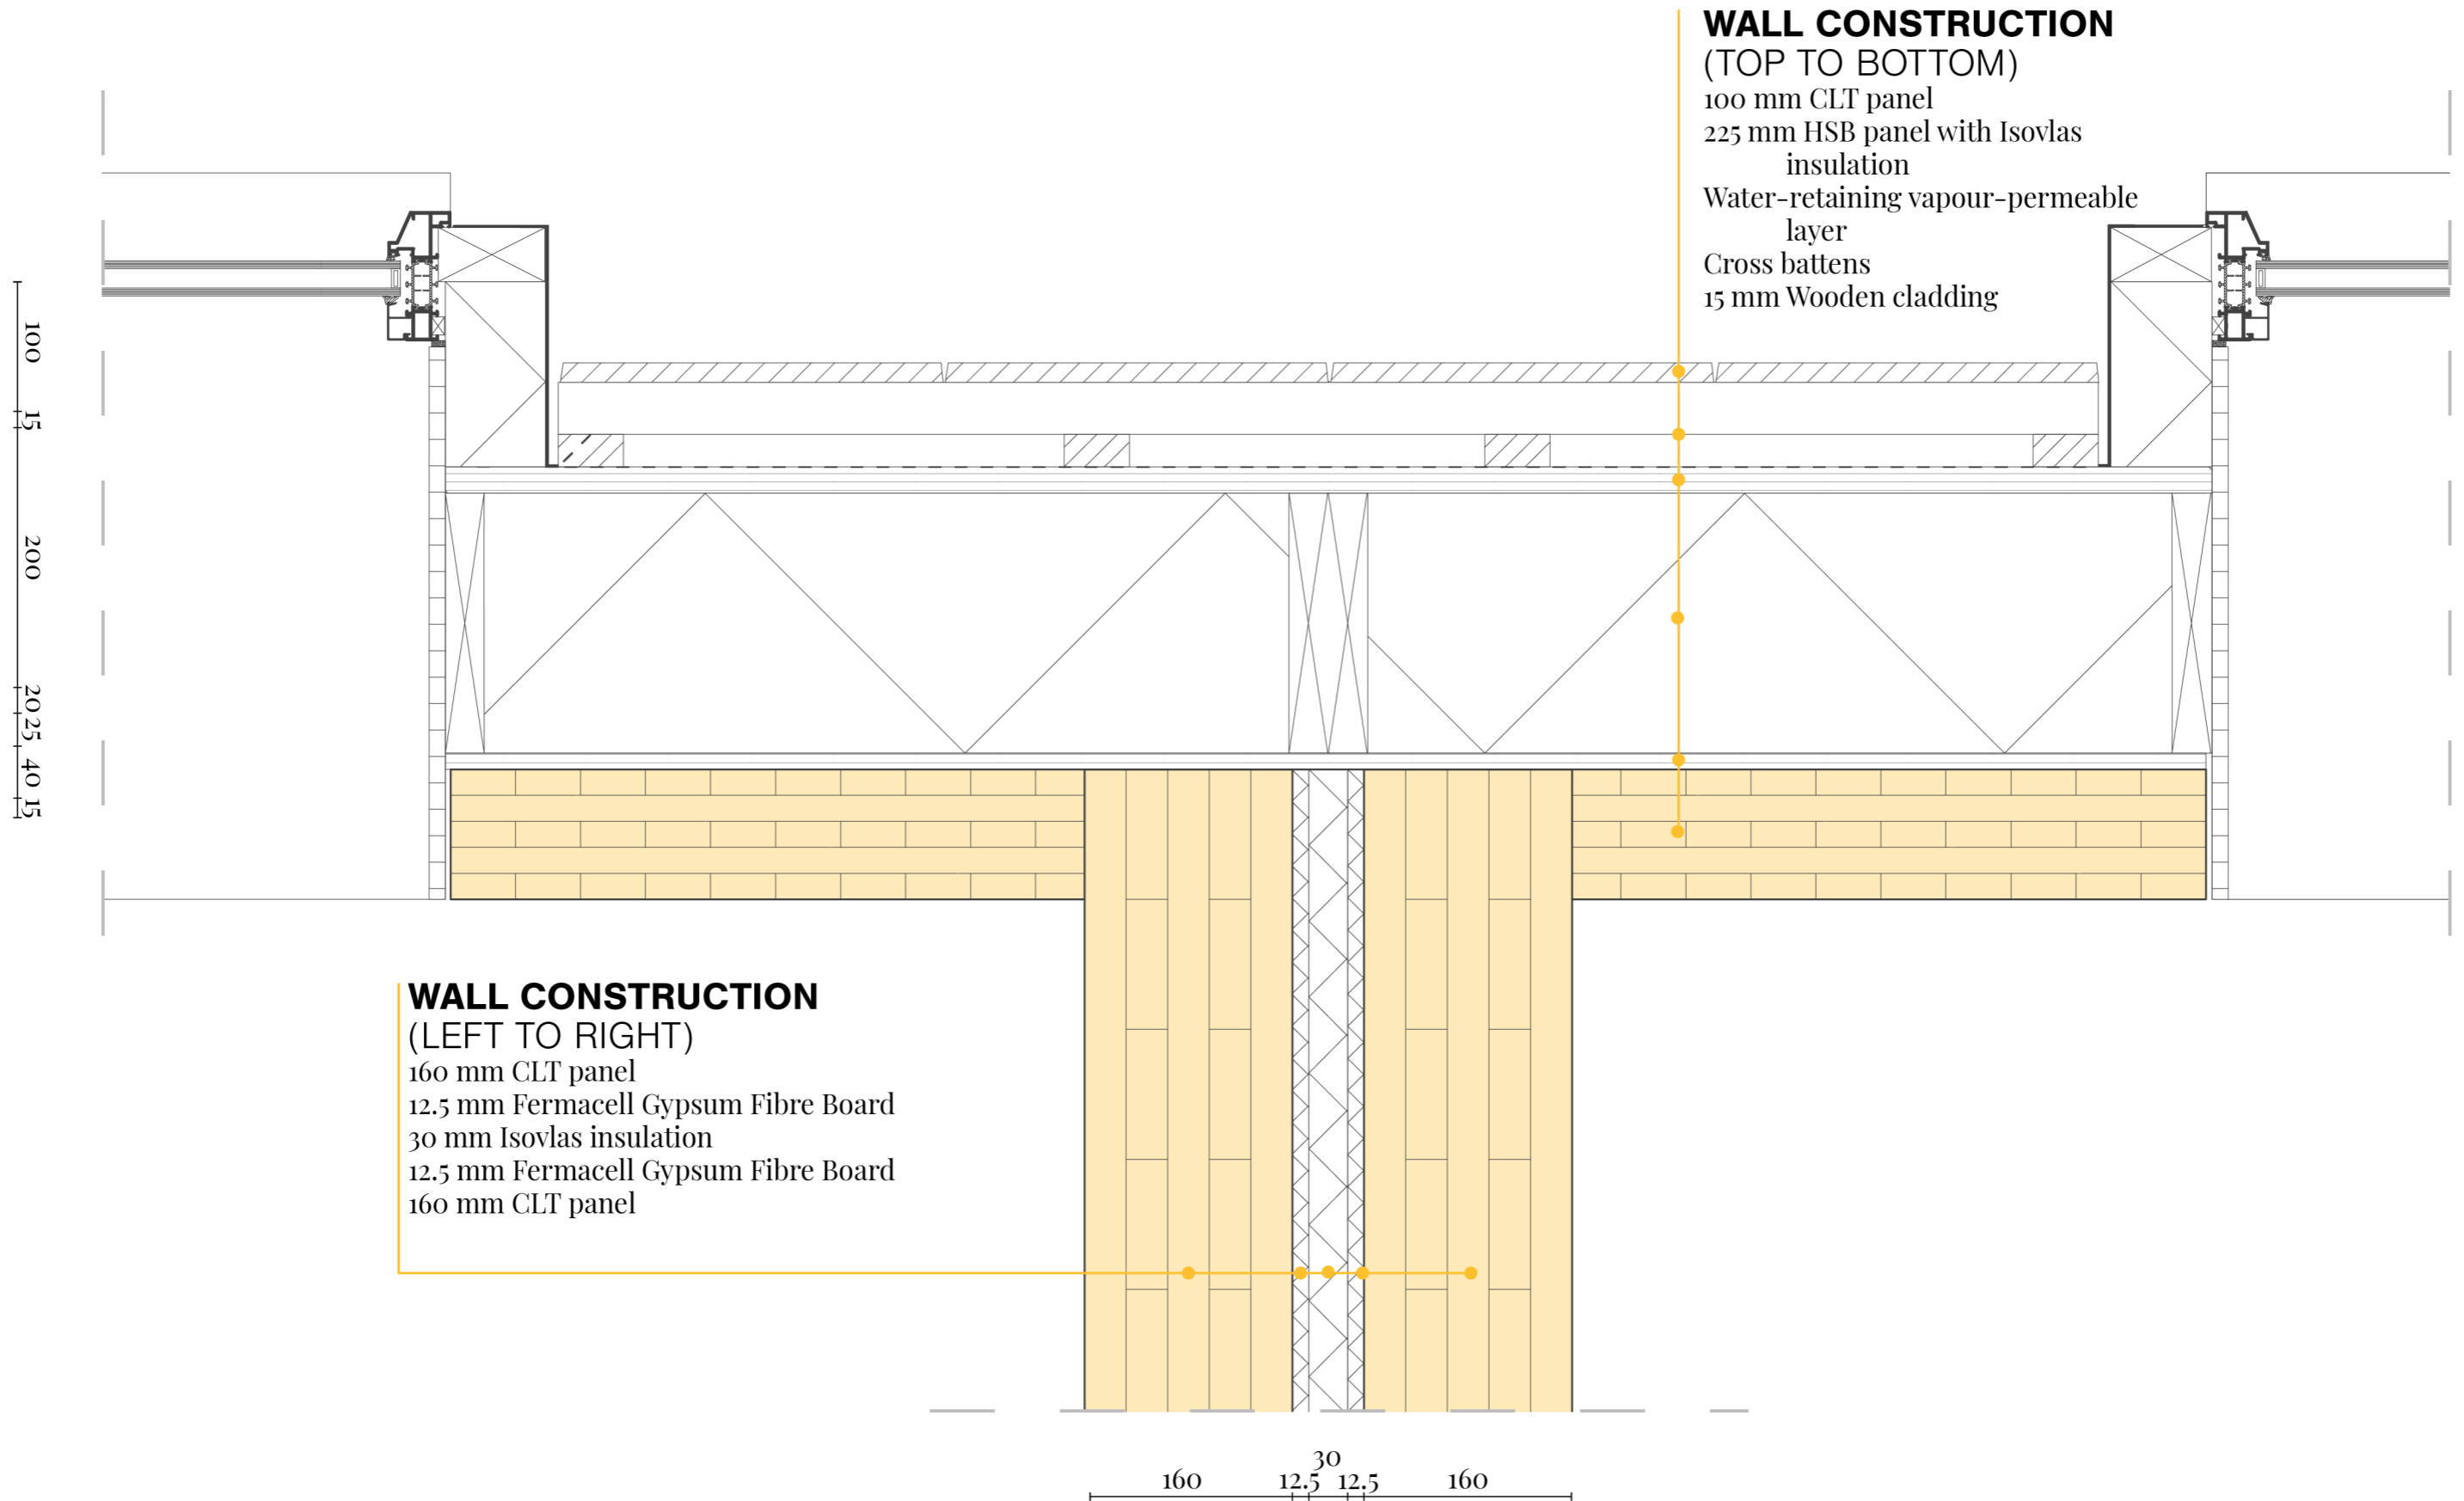 WALL CONSTRUCTION
(TOP TO BOTTOM)
100 mm CLT panel
225 mm HSB panel with Isovlas
insulation
Water-retaining vapour-permeable
layer
Cross battens
15 mm Wooden cladding
100
15
200
20
25
40
15
WALL CONSTRUCTION
(LEFT TO RIGHT)
160 mm CLT panel
12.5 mm Fermacell Gypsum Fibre Board
30 mm Isovlas insulation
12.5 mm Fermacell Gypsum Fibre Board
160 mm CLT panel
30
160 12.5 12.5 160